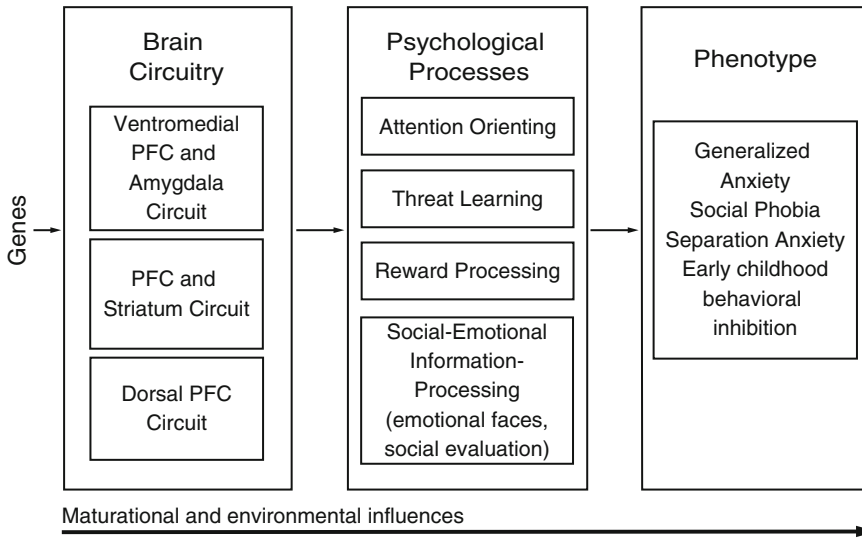 Genes
Brain
Circuitry
Ventromedial
PFC and
Amygdala
Circuit
PFC and
Striatum Circuit
Dorsal PFC
Circuit
Psychological
Processes
Attention Orienting
Threat Learning
Reward Processing
Social-Emotional
Information-
Processing
(emotional faces,
social evaluation)
Phenotype
Generalized
Anxiety
Social Phobia
Separation Anxiety
Early childhood
behavioral
inhibition
Maturational and environmental influences